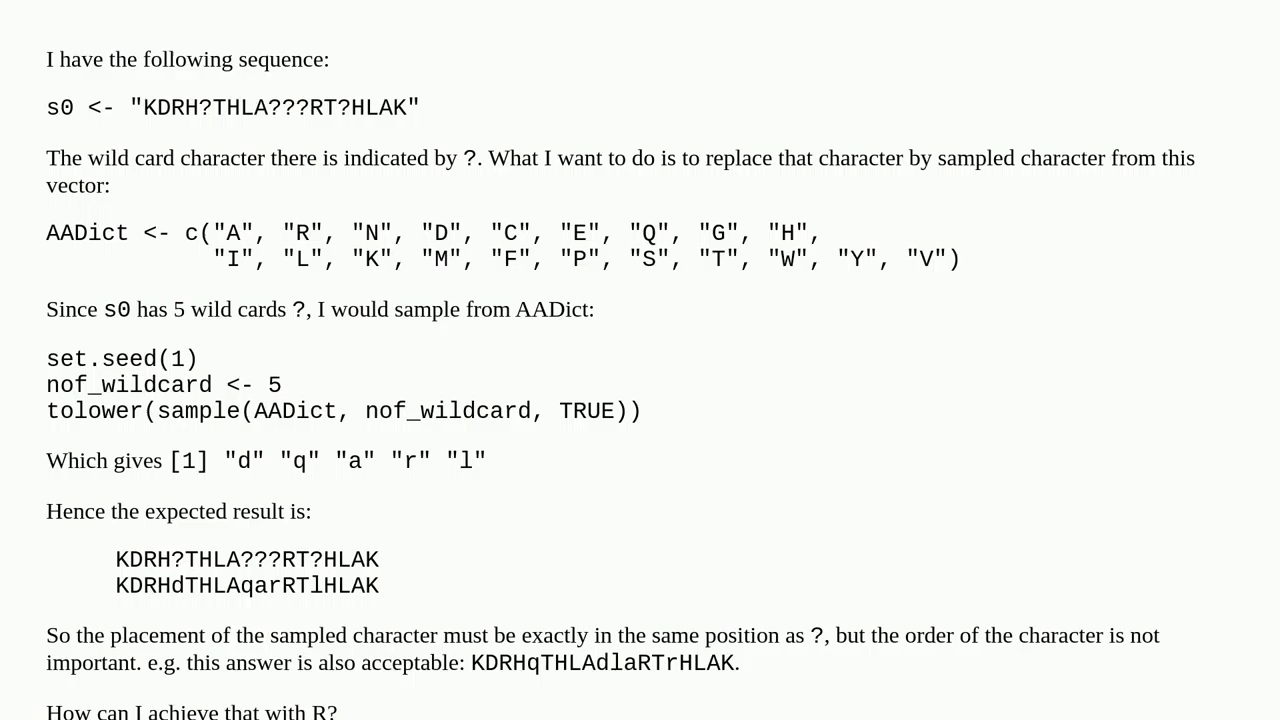 I have the following sequence:
s0 <- "KDRH?THLA???RT?HLAK"
The wild card character there is indicated by ?. What I want to do is to replace that character by sampled character from this
vector:
AADict <- c("A", "R", "N", "D", "C", "E", "Q", "G", "H",
"I", "L", "K", "M", "F", "P", "S", "T", "W", "Y", "V")
Since s0 has 5 wild cards ?, I would sample from AADict:
set.seed(1)
nof_wildcard <- 5
tolower(sample(AADict, nof_wildcard, TRUE))
Which gives [1] "d" "q" "a" "r" "l"
Hence the expected result is:
KDRH?THLA???RT?HLAK
KDRHdTHLAqarRTlHLAK
So the placement of the sampled character must be exactly in the same position as ?, but the order of the character is not
important. e.g. this answer is also acceptable: KDRHqTHLAdlaRTrHLAK.
How can I achieve that with R?